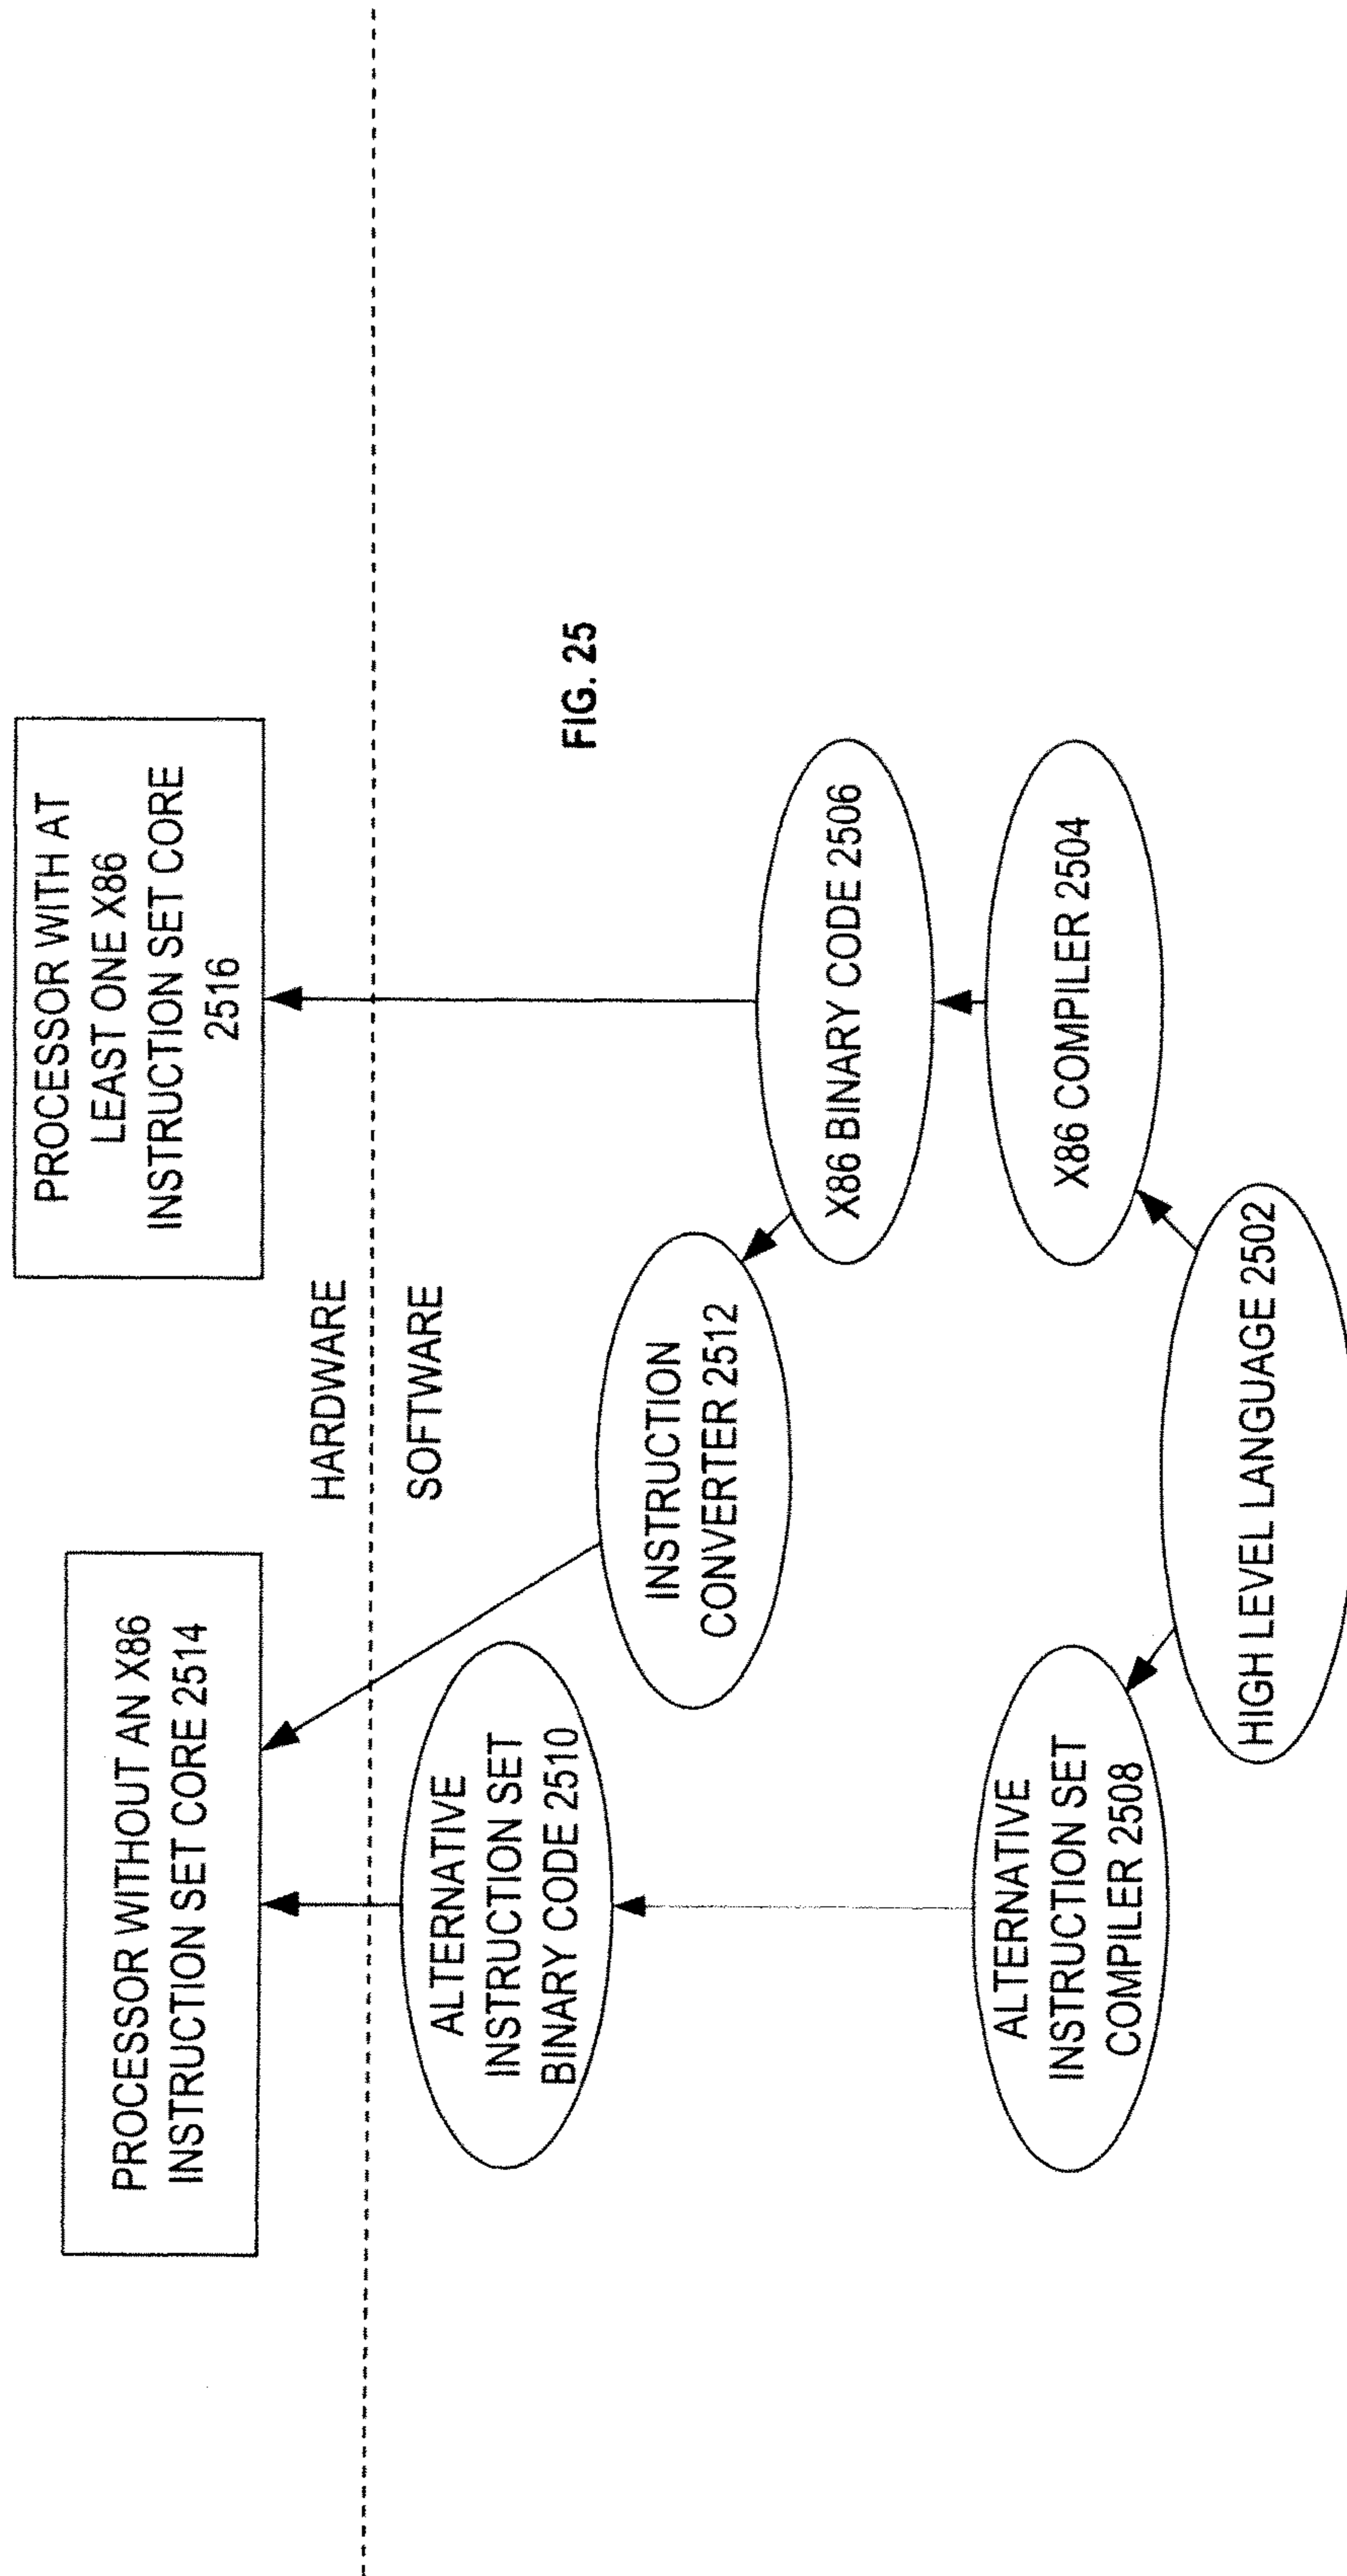 PROCESSOR WITHOUT AN X86
INSTRUCTION SET CORE 2514
PROCESSOR WITH AT
LEAST ONE X86
INSTRUCTION SET CORE
2516
HARDWARE
SOFTWARE
ALTERNATIVE
INSTRUCTION SET
BINARY CODE 2510
INSTRUCTION
CONVERTER 2512
FIG. 25
X86 BINARY CODE 2506
ALTERNATIVE
INSTRUCTION SET
COMPILER 2508
X86 COMPILER 2504
HIGH LEVEL LANGUAGE 2502